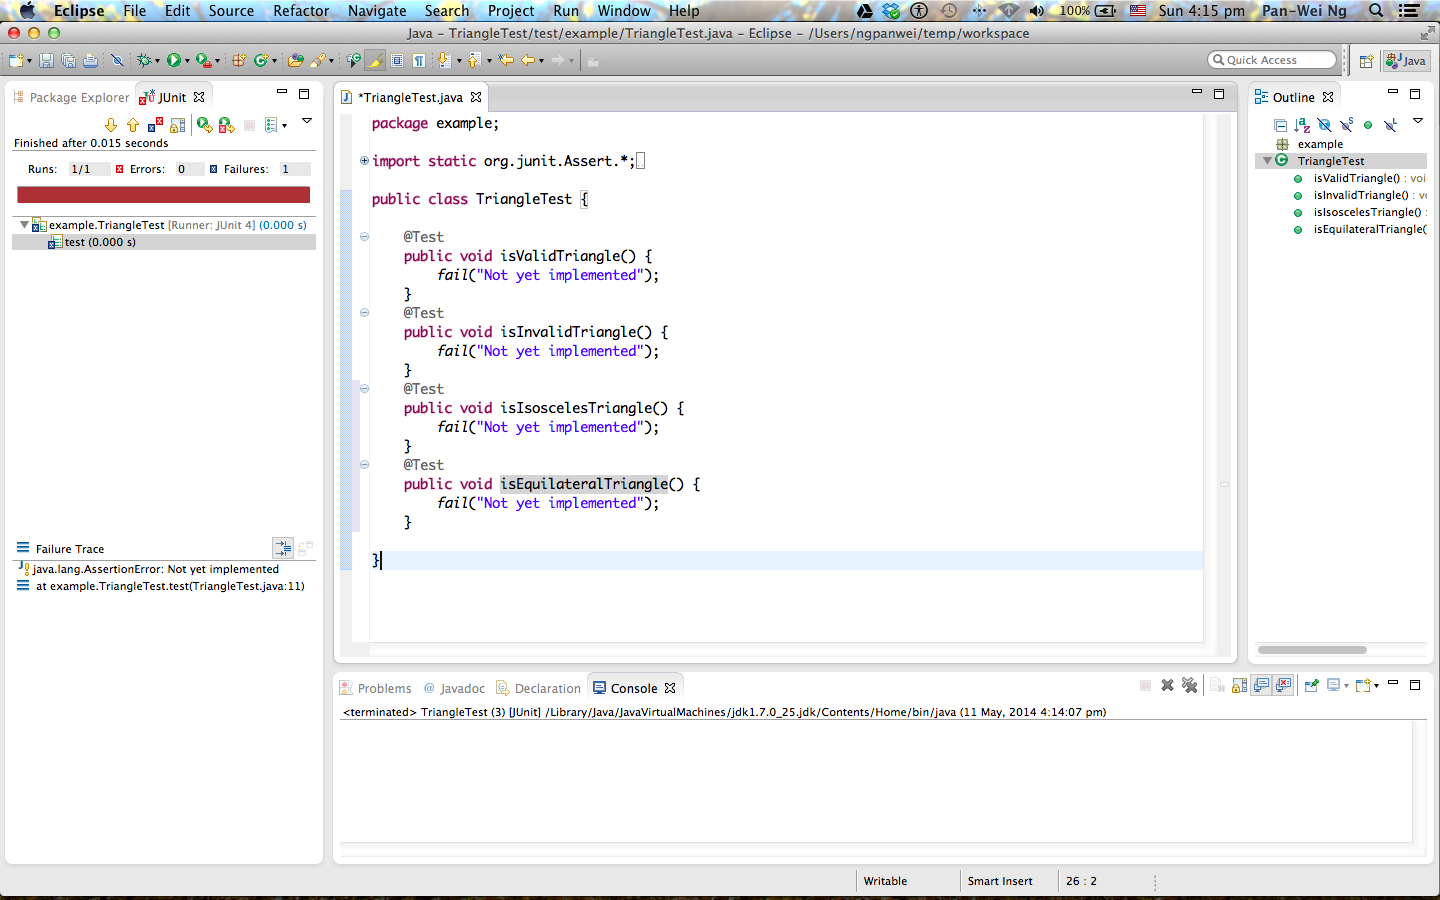 Eclipse File Edit Source Refactor Navigate Search Project Run Window Help 100% Sun 4:15 pm Pan-Wei Ng
Java – TriangleTest/test/example/TriangleTest.java – Eclipse – /Users/ngpanwei/temp/workspace
Quick Access Java
Package Explorer JUnit
Finished after 0.015 seconds
Runs: 1/1 Errors: 0 Failures: 1
example.TriangleTest [Runner: JUnit 4] (0.000 s)
test (0.000 s)
Failure Trace
java.lang.AssertionError: Not yet implemented
at example.TriangleTest.test(TriangleTest.java:11)
*TriangleTest.java
package example;
import static org.junit.Assert.*;
public class TriangleTest {
@Test
public void isValidTriangle() {
fail("Not yet implemented");
}
@Test
public void isInvalidTriangle() {
fail("Not yet implemented");
}
@Test
public void isIsoscelesTriangle() {
fail("Not yet implemented");
}
@Test
public void isEquilateralTriangle() {
fail("Not yet implemented");
}
}
Outline
example
TriangleTest
isValidTriangle() : voi
isInvalidTriangle() : v
isIsoscelesTriangle() :
isEquilateralTriangle(
Problems @ Javadoc Declaration Console
<terminated> TriangleTest (3) [JUnit] /Library/Java/JavaVirtualMachines/jdk1.7.0_25.jdk/Contents/Home/bin/java (11 May, 2014 4:14:07 pm)
Writable Smart Insert 26 : 2